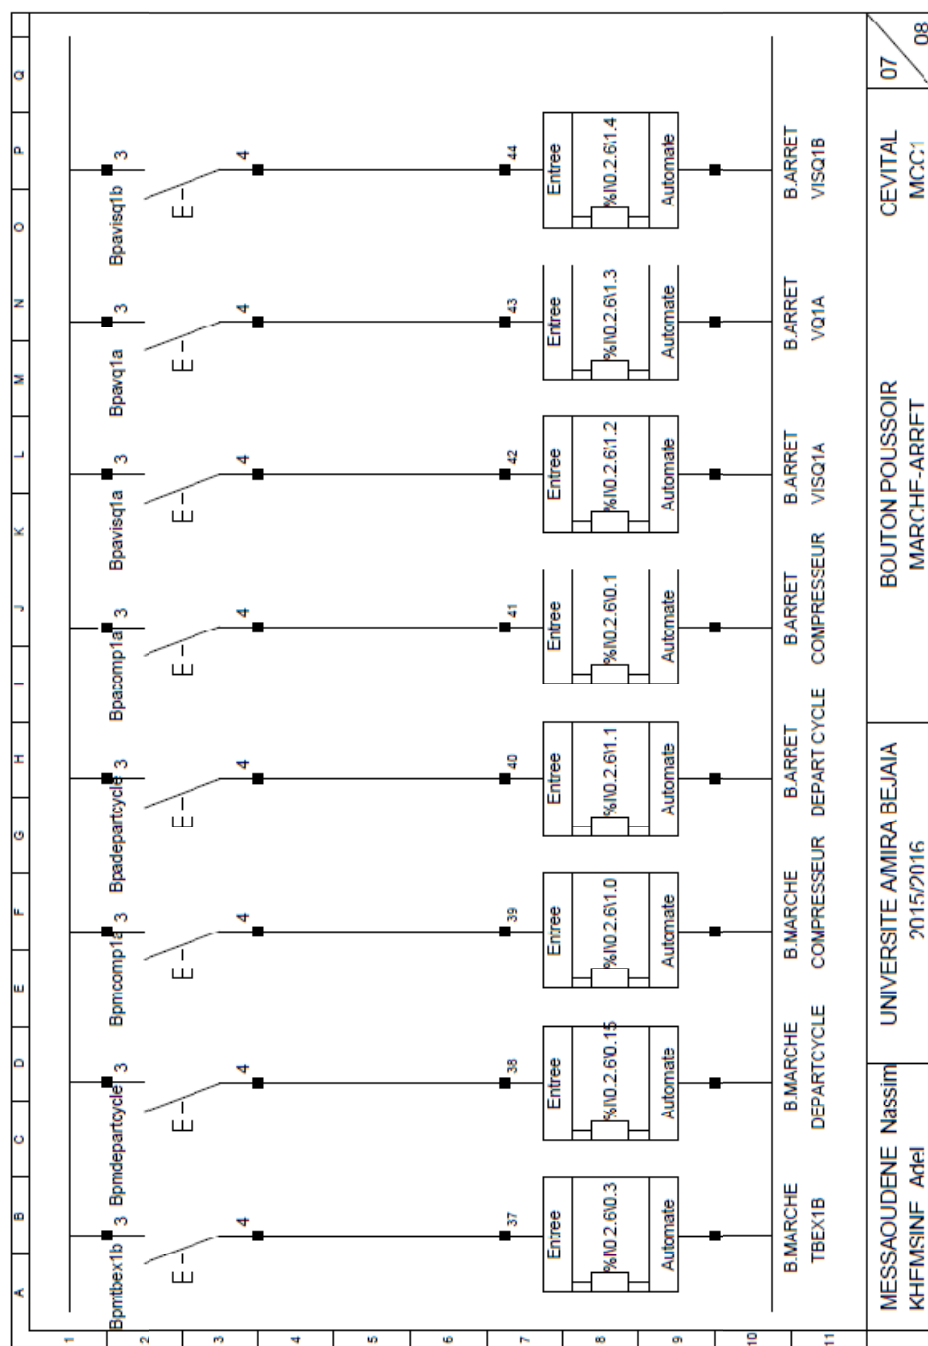 A B C D E F G H I J K L M N O P Q
1
2
3
4
5
6
7
8
9
10
11
Bpmtbex1b Bpmdepartcycle Bpmcomp1a Bpadepartcycle Bpacomp1a Bpavisq1a Bpavq1a Bpavisq1b
3 3 3 3 3 3 3 3
E E E E E E E E
4 4 4 4 4 4 4 4
37 38 39 40 41 42 43 44
Entree Entree Entree Entree Entree Entree Entree Entree
%I\0.2.6\0.3 %I\0.2.6\0.15 %I\0.2.6\1.0 %I\0.2.6\1.1 %I\0.2.6\0.1 %I\0.2.6\1.2 %I\0.2.6\1.3 %I\0.2.6\1.4
Automate Automate Automate Automate Automate Automate Automate Automate
B.MARCHE B.MARCHE B.MARCHE B.ARRET B.ARRET B.ARRET B.ARRET B.ARRET
TBEX1B DEPARTCYCLE COMPRESSEUR DEPART CYCLE COMPRESSEUR VISQ1A VQ1A VISQ1B
MESSAOUDENE Nassim
KHEMSINE Adel
UNIVERSITE A/MIRA BEJAIA
2015/2016
BOUTON POUSSOIR
MARCHE-ARRET
CEVITAL
MCC1
07
08